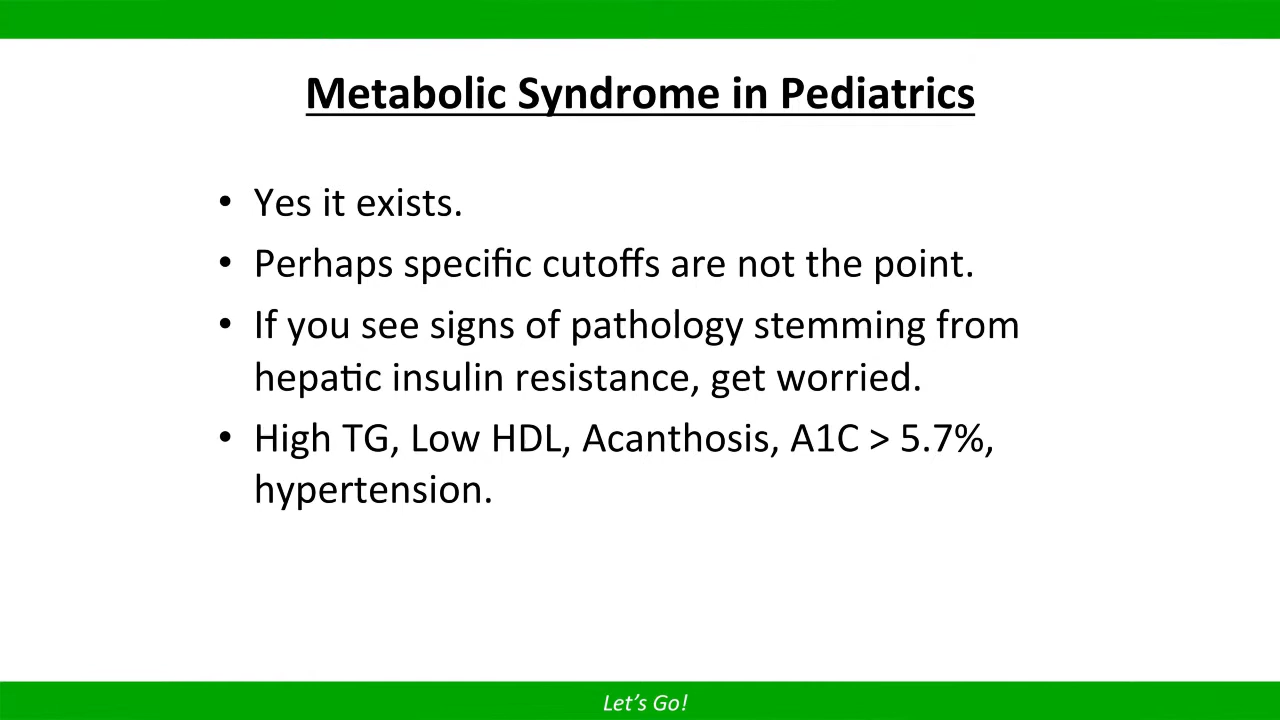 Metabolic Syndrome in Pediatrics
• Yes it exists.
• Perhaps specific cutoffs are not the point.
• If you see signs of pathology stemming from
hepatic insulin resistance, get worried.
• High TG, Low HDL, Acanthosis, A1C > 5.7%,
hypertension.
Let’s Go!